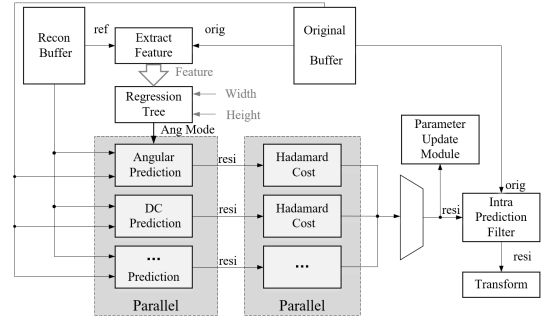 Recon
Buffer
ref
Extract
Feature
orig
Original
Buffer
Feature
Regression
Tree
Width
Height
Ang Mode
Angular
Prediction
resi
Hadamard
Cost
Parameter
Update
Module
DC
Prediction
resi
Hadamard
Cost
resi
orig
Intra
Prediction
Filter
...
Prediction
resi
...
resi
Transform
Parallel
Parallel